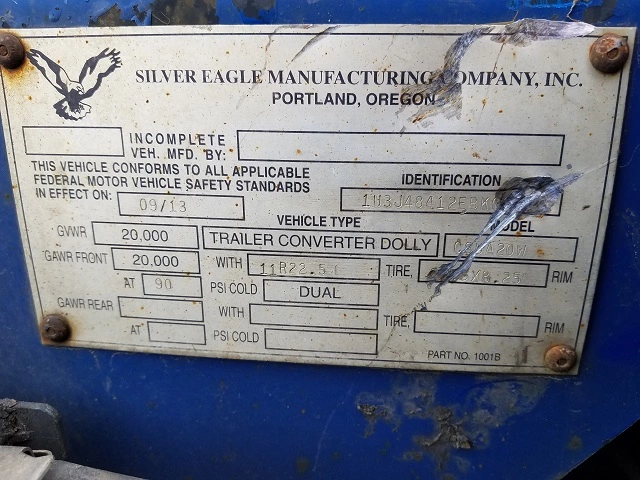 SILVER EAGLE MANUFACTURING COMPANY, INC.
PORTLAND, OREGON
INCOMPLETE
VEH. MFD. BY:
THIS VEHICLE CONFORMS TO ALL APPLICABLE
FEDERAL MOTOR VEHICLE SAFETY STANDARDS
IN EFFECT ON: 09/13
IDENTIFICATION
VEHICLE TYPE MODEL
GVWR 20,000 TRAILER CONVERTER DOLLY
GAWR FRONT 20,000 WITH 11R22.5 TIRE, RIM
AT 90 PSI COLD DUAL
GAWR REAR WITH TIRE, RIM
AT PSI COLD
PART NO. 1001B